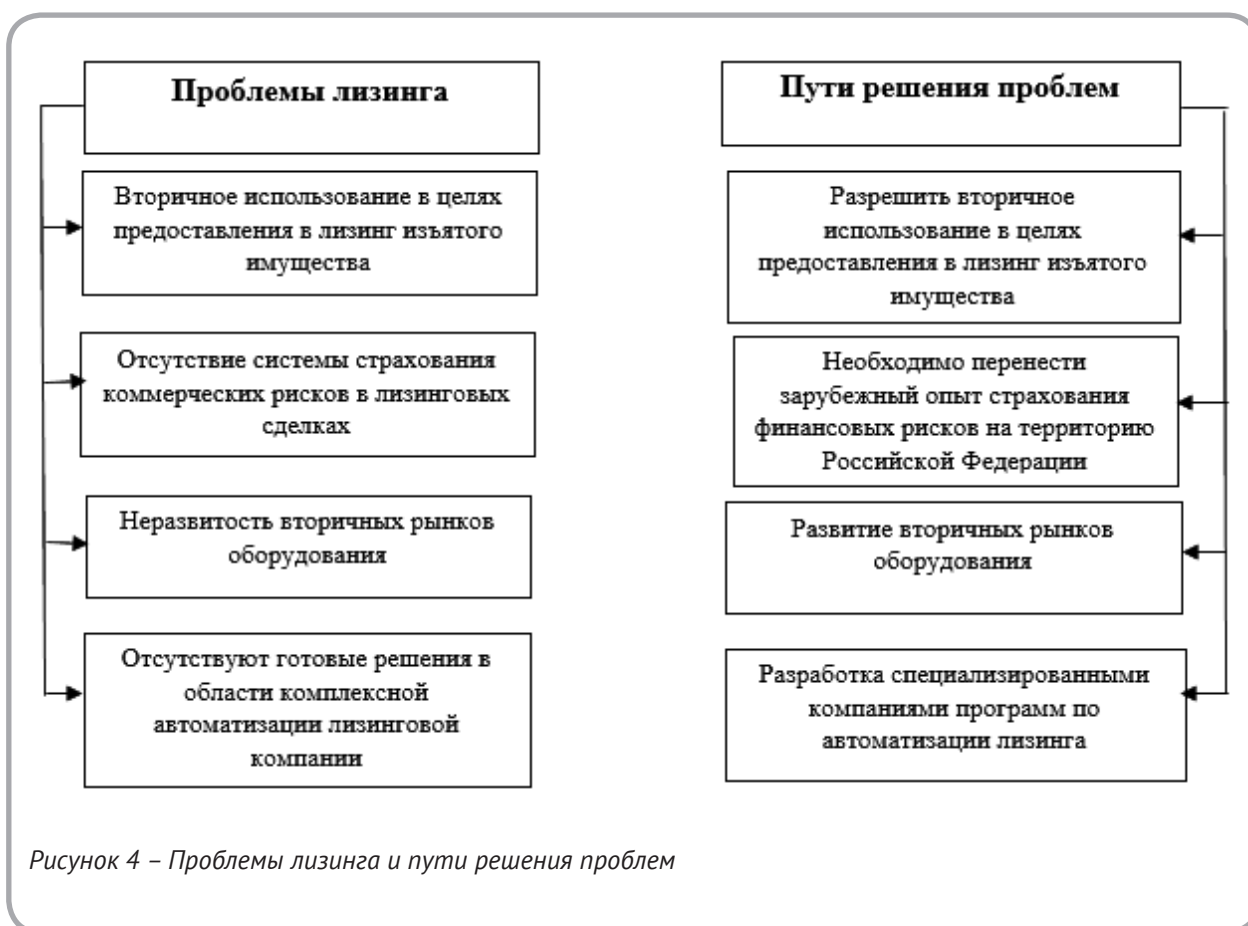 Проблемы лизинга
Вторичное использование в целях
предоставления в лизинг изъятого
имущества
Отсутствие системы страхования
коммерческих рисков в лизинговых
сделках
Неразвитость вторичных рынков
оборудования
Отсутствуют готовые решения в
области комплексной
автоматизации лизинговой
компании
Пути решения проблем
Разрешить вторичное
использование в целях
предоставления в лизинг изъятого
имущества
Необходимо перенести
зарубежный опыт страхования
финансовых рисков на территорию
Российской Федерации
Развитие вторичных рынков
оборудования
Разработка специализированными
компаниями программ по
автоматизации лизинга
Рисунок 4 – Проблемы лизинга и пути решения проблем